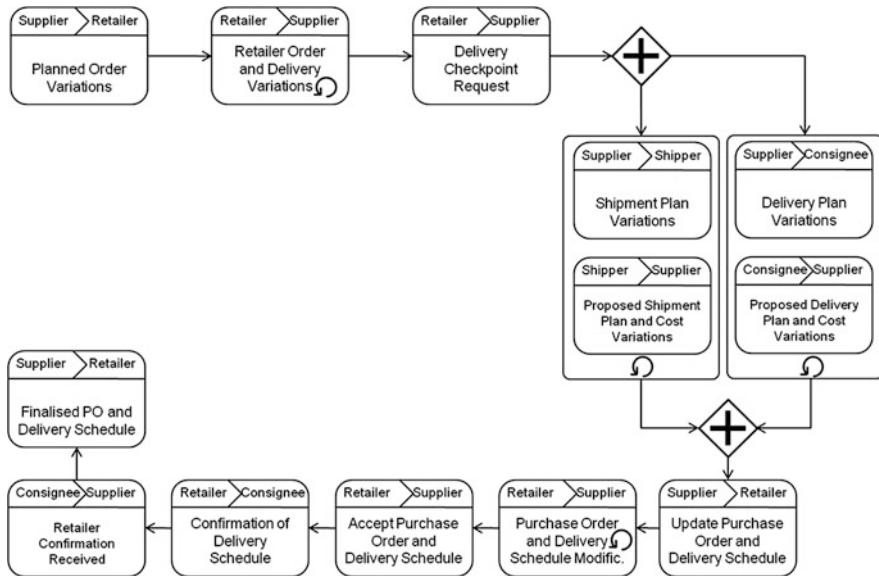 Supplier Retailer
Planned Order
Variations
Retailer Supplier
Retailer Order
and Delivery
Variations
Retailer Supplier
Delivery
Checkpoint
Request
Supplier Shipper
Shipment Plan
Variations
Supplier Consignee
Delivery Plan
Variations
Shipper Supplier
Proposed Shipment
Plan and Cost
Variations
Consignee Supplier
Proposed Delivery
Plan and Cost
Variations
Supplier Retailer
Update Purchase
Order and
Delivery Schedule
Retailer Supplier
Purchase Order
and Delivery
Schedule Modific.
Retailer Supplier
Accept Purchase
Order and
Delivery Schedule
Retailer Consignee
Confirmation of
Delivery
Schedule
Consignee Supplier
Retailer
Confirmation
Received
Supplier Retailer
Finalised PO and
Delivery Schedule